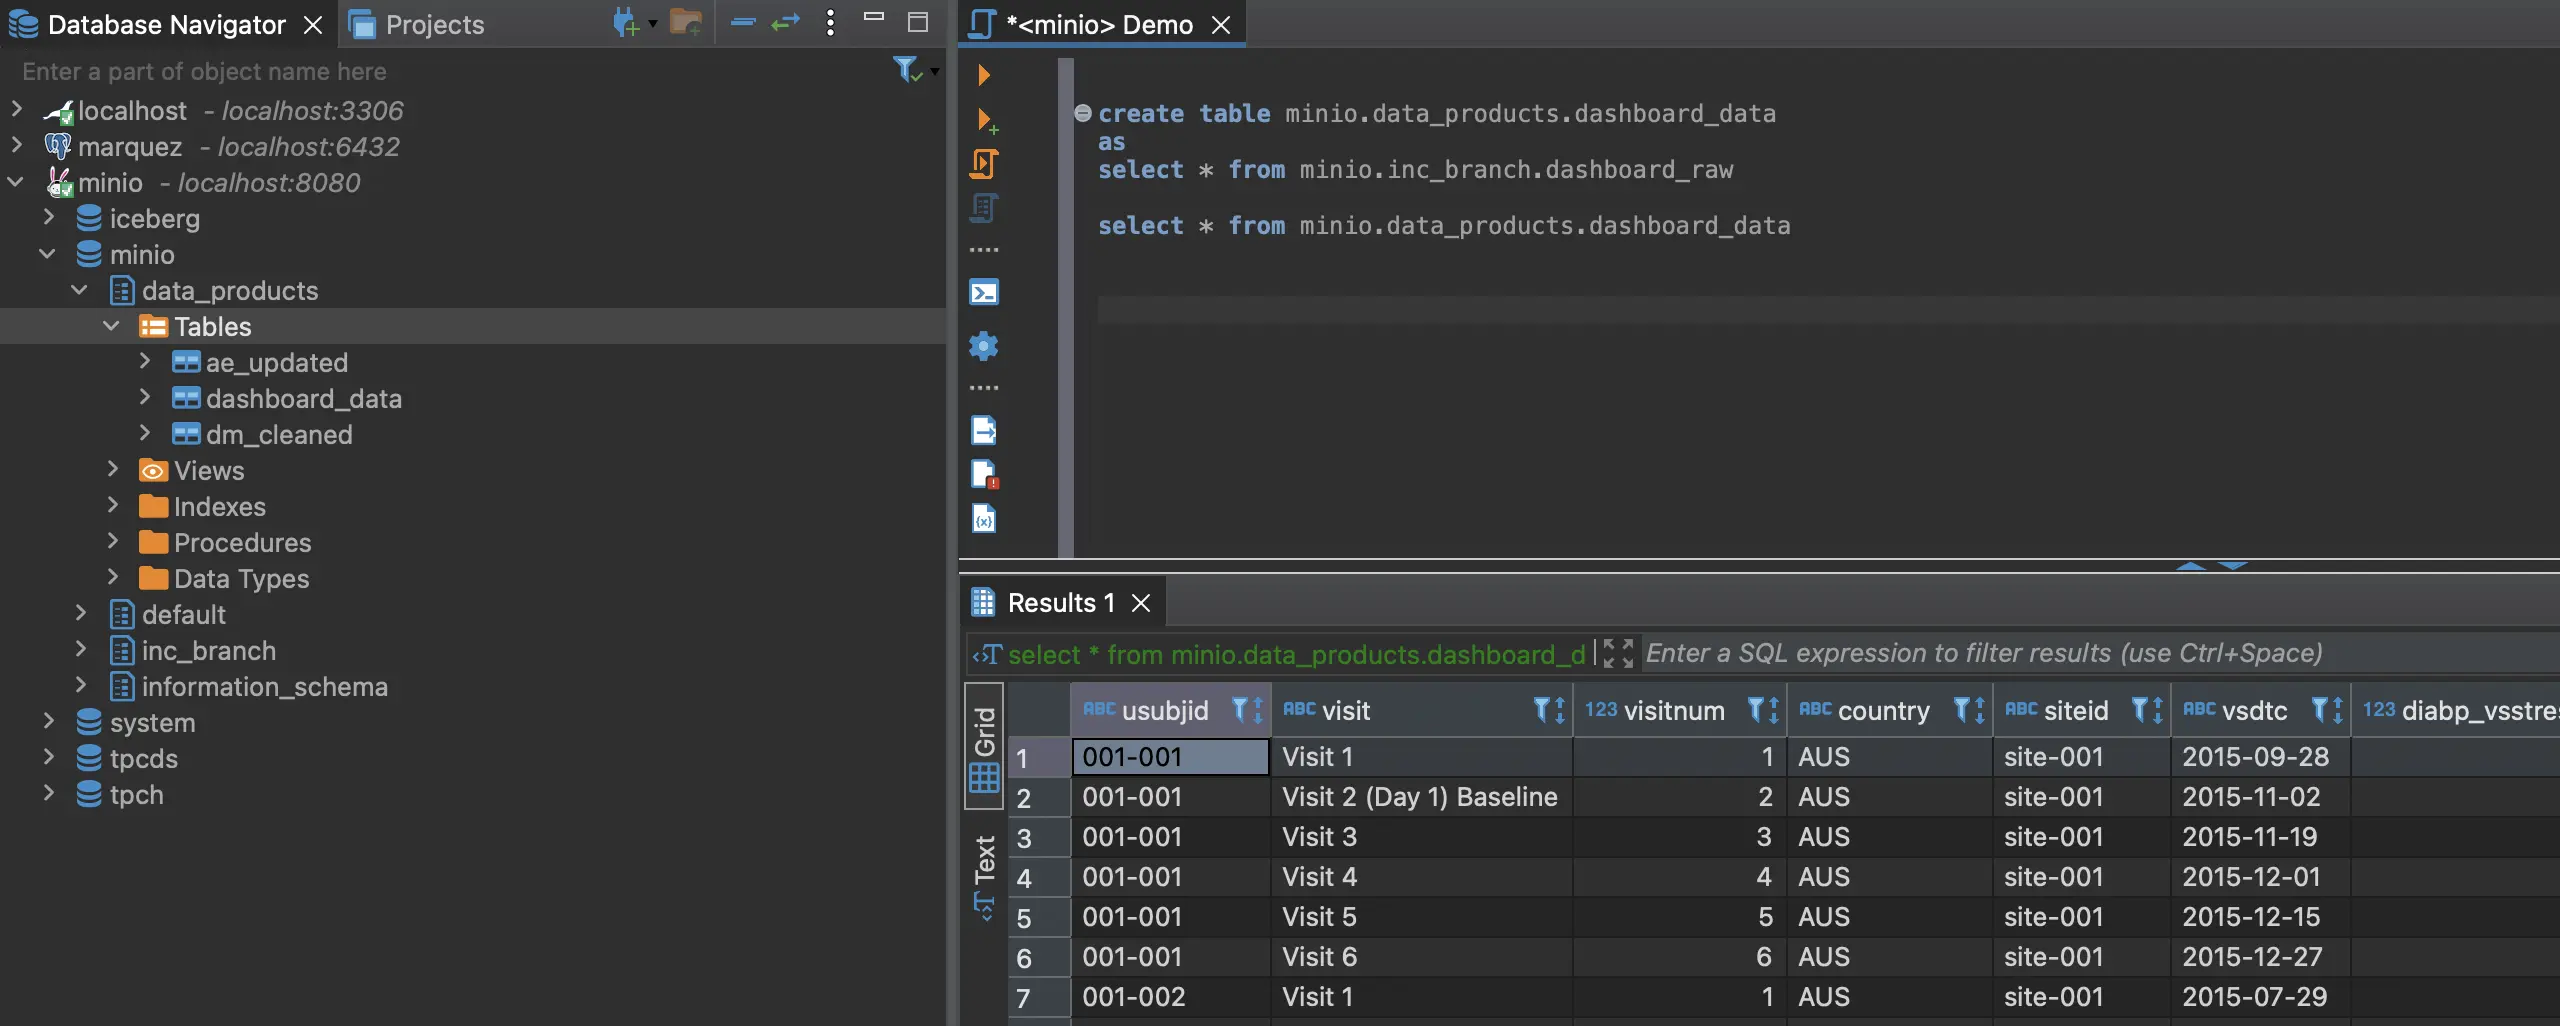 Database Navigator
Projects
Enter a part of object name here
localhost - localhost:3306
marquez - localhost:6432
minio - localhost:8080
iceberg
minio
data_products
Tables
ae_updated
dashboard_data
dm_cleaned
Views
Indexes
Procedures
Data Types
default
inc_branch
information_schema
system
tpcds
tpch
*<minio> Demo
create table minio.data_products.dashboard_data
as
select * from minio.inc_branch.dashboard_raw
select * from minio.data_products.dashboard_data
Results 1
select * from minio.data_products.dashboard_d
Enter a SQL expression to filter results (use Ctrl+Space)
Grid
Text
ABC usubjid ABC visit 123 visitnum ABC country ABC siteid ABC vsdtc 123 diabp_vsstres
1 001-001 Visit 1 1 AUS site-001 2015-09-28
2 001-001 Visit 2 (Day 1) Baseline 2 AUS site-001 2015-11-02
3 001-001 Visit 3 3 AUS site-001 2015-11-19
4 001-001 Visit 4 4 AUS site-001 2015-12-01
5 001-001 Visit 5 5 AUS site-001 2015-12-15
6 001-001 Visit 6 6 AUS site-001 2015-12-27
7 001-002 Visit 1 1 AUS site-001 2015-07-29